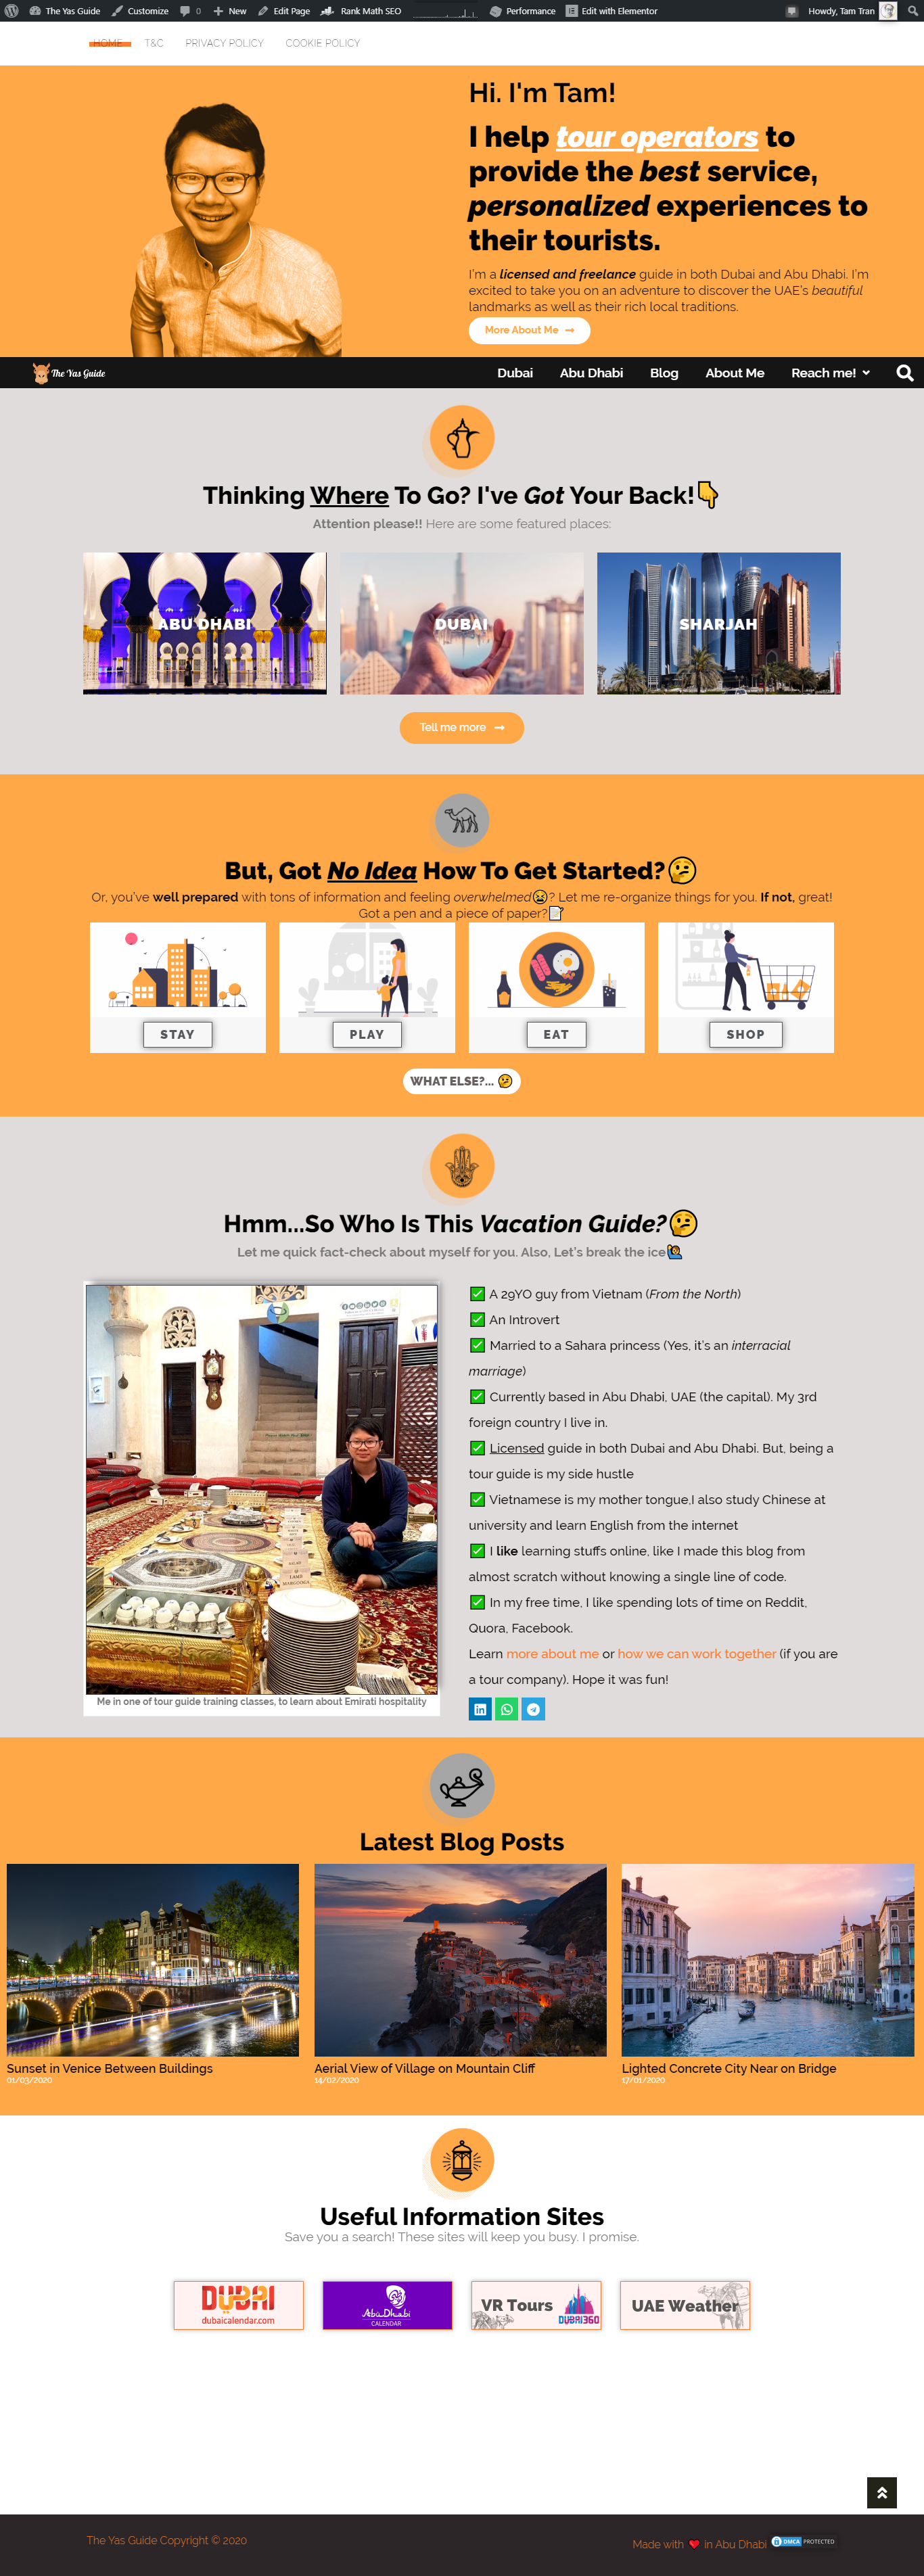 The Yas Guide Customize 0 New Edit Page Rank Math SEO Performance Edit with Elementor Howdy, Tam Tran
HOME T&C PRIVACY POLICY COOKIE POLICY
Hi. I'm Tam!
I help tour operators to
provide the best service,
personalized experiences to
their tourists.
I'm a licensed and freelance guide in both Dubai and Abu Dhabi. I'm
excited to take you on an adventure to discover the UAE's beautiful
landmarks as well as their rich local traditions.
More About Me
The Yas Guide Dubai Abu Dhabi Blog About Me Reach me!
Thinking Where To Go? I've Got Your Back!👇
Attention please!! Here are some featured places:
ABU DHABI DUBAI SHARJAH
Tell me more
But, Got No Idea How To Get Started?🤔
Or, you've well prepared with tons of information and feeling overwhelmed😫? Let me re-organize things for you. If not, great!
Got a pen and a piece of paper?📝
STAY PLAY EAT SHOP
WHAT ELSE?... 🤔
Hmm...So Who Is This Vacation Guide?🤔
Let me quick fact-check about myself for you. Also, Let's break the ice🙋
✅ A 29YO guy from Vietnam (From the North)
✅ An Introvert
✅ Married to a Sahara princess (Yes, it's an interracial
marriage)
✅ Currently based in Abu Dhabi, UAE (the capital). My 3rd
foreign country I live in.
✅ Licensed guide in both Dubai and Abu Dhabi. But, being a
tour guide is my side hustle
✅ Vietnamese is my mother tongue,I also study Chinese at
university and learn English from the internet
✅ I like learning stuffs online, like I made this blog from
almost scratch without knowing a single line of code.
✅ In my free time, I like spending lots of time on Reddit,
Quora, Facebook.
Learn more about me or how we can work together (if you are
a tour company). Hope it was fun!
Me in one of tour guide training classes, to learn about Emirati hospitality
Latest Blog Posts
Sunset in Venice Between Buildings
01/03/2020
Aerial View of Village on Mountain Cliff
14/02/2020
Lighted Concrete City Near on Bridge
17/01/2020
Useful Information Sites
Save you a search! These sites will keep you busy. I promise.
DUBAI
dubaicalendar.com
AbuDhabi
CALENDAR
VR Tours
DUBAI360
UAE Weather
The Yas Guide Copyright © 2020
Made with ❤ in Abu Dhabi DMCA PROTECTED